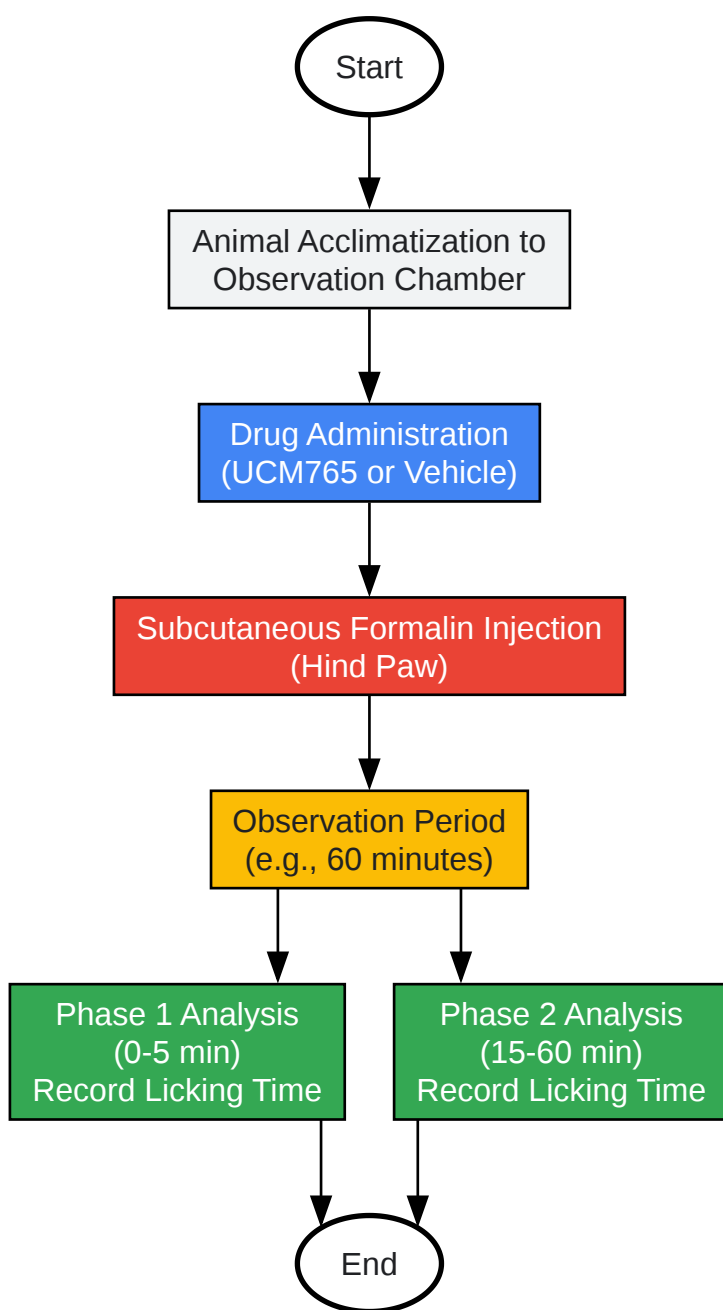 Start
Animal Acclimatization to
Observation Chamber
Drug Administration
(UCM765 or Vehicle)
Subcutaneous Formalin Injection
(Hind Paw)
Observation Period
(e.g., 60 minutes)
Phase 1 Analysis
(0-5 min)
Record Licking Time
Phase 2 Analysis
(15-60 min)
Record Licking Time
End